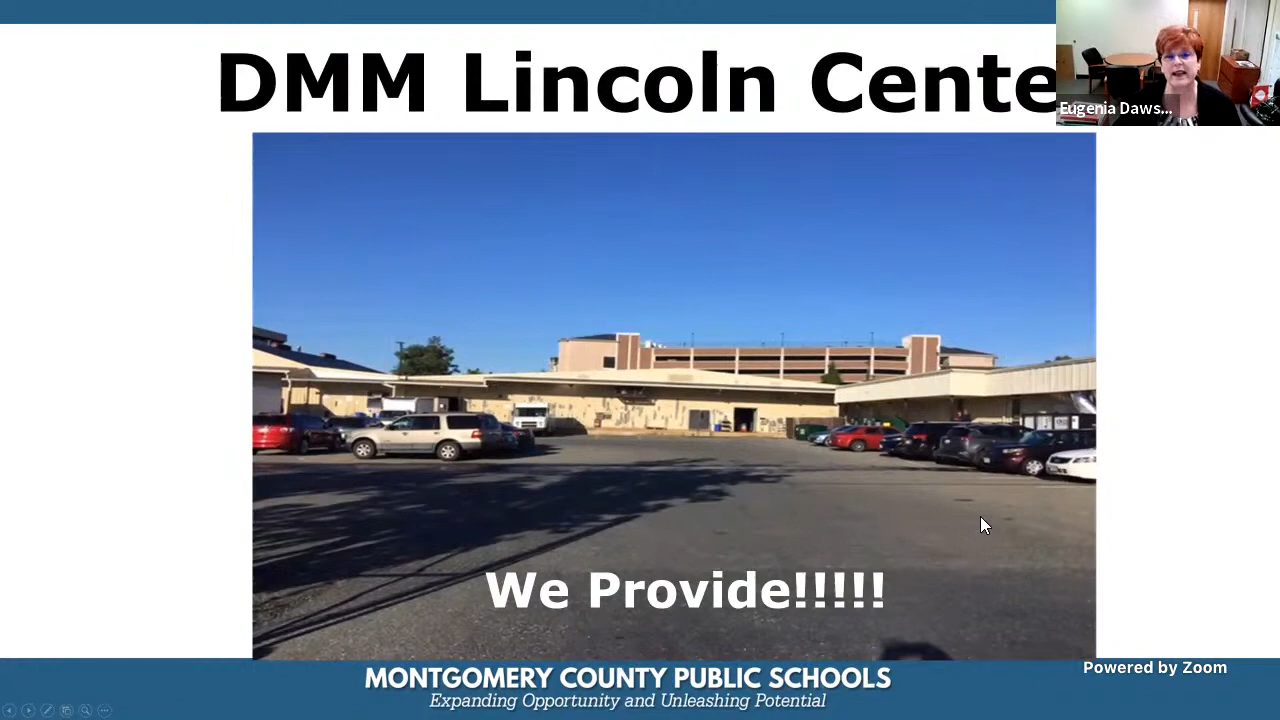 DMM Lincoln Cente
Eugenia Daws...
We Provide!!!!!
MONTGOMERY COUNTY PUBLIC SCHOOLS
Expanding Opportunity and Unleashing Potential
Powered by Zoom